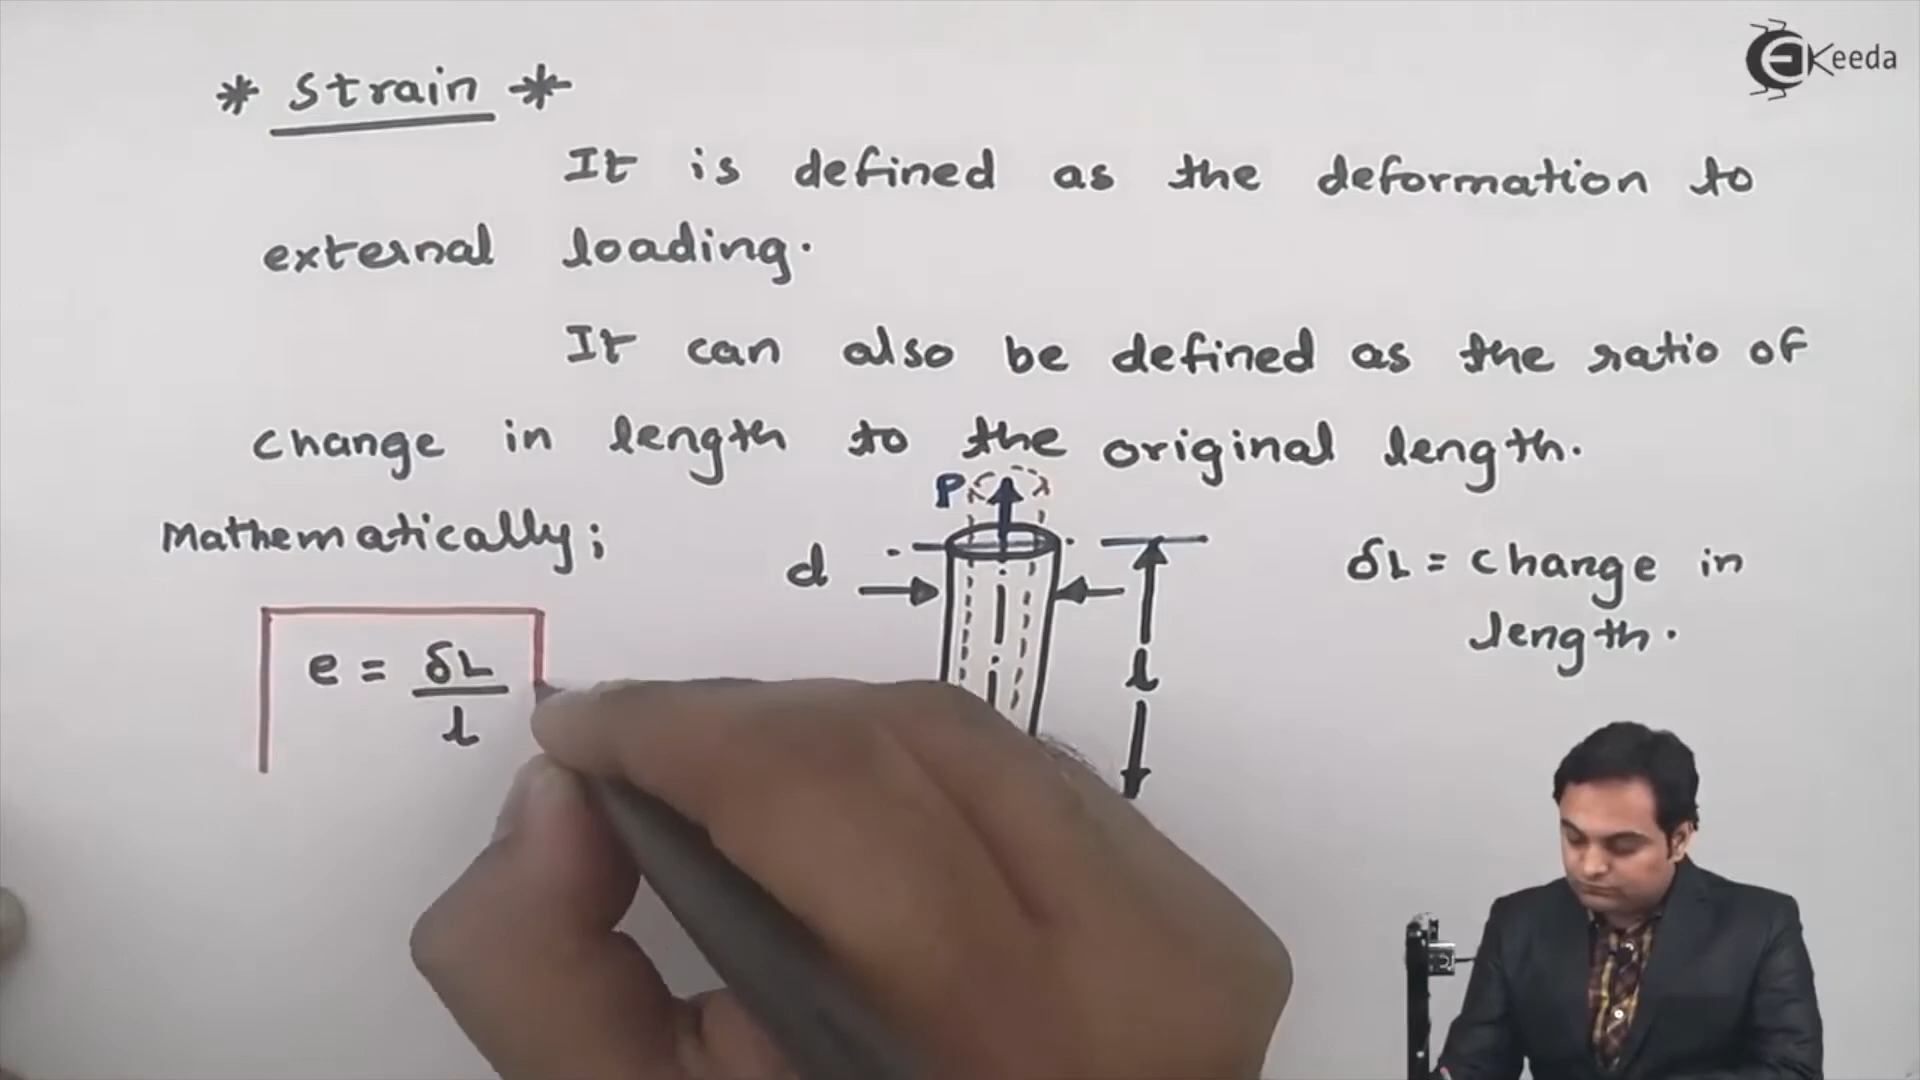 EKeeda
* Strain *
It is defined as the deformation to
external loading.
It can also be defined as the ratio of
change in length to the original length.
Mathematically;
P
d
l
e = δL
l
δL = change in
length.